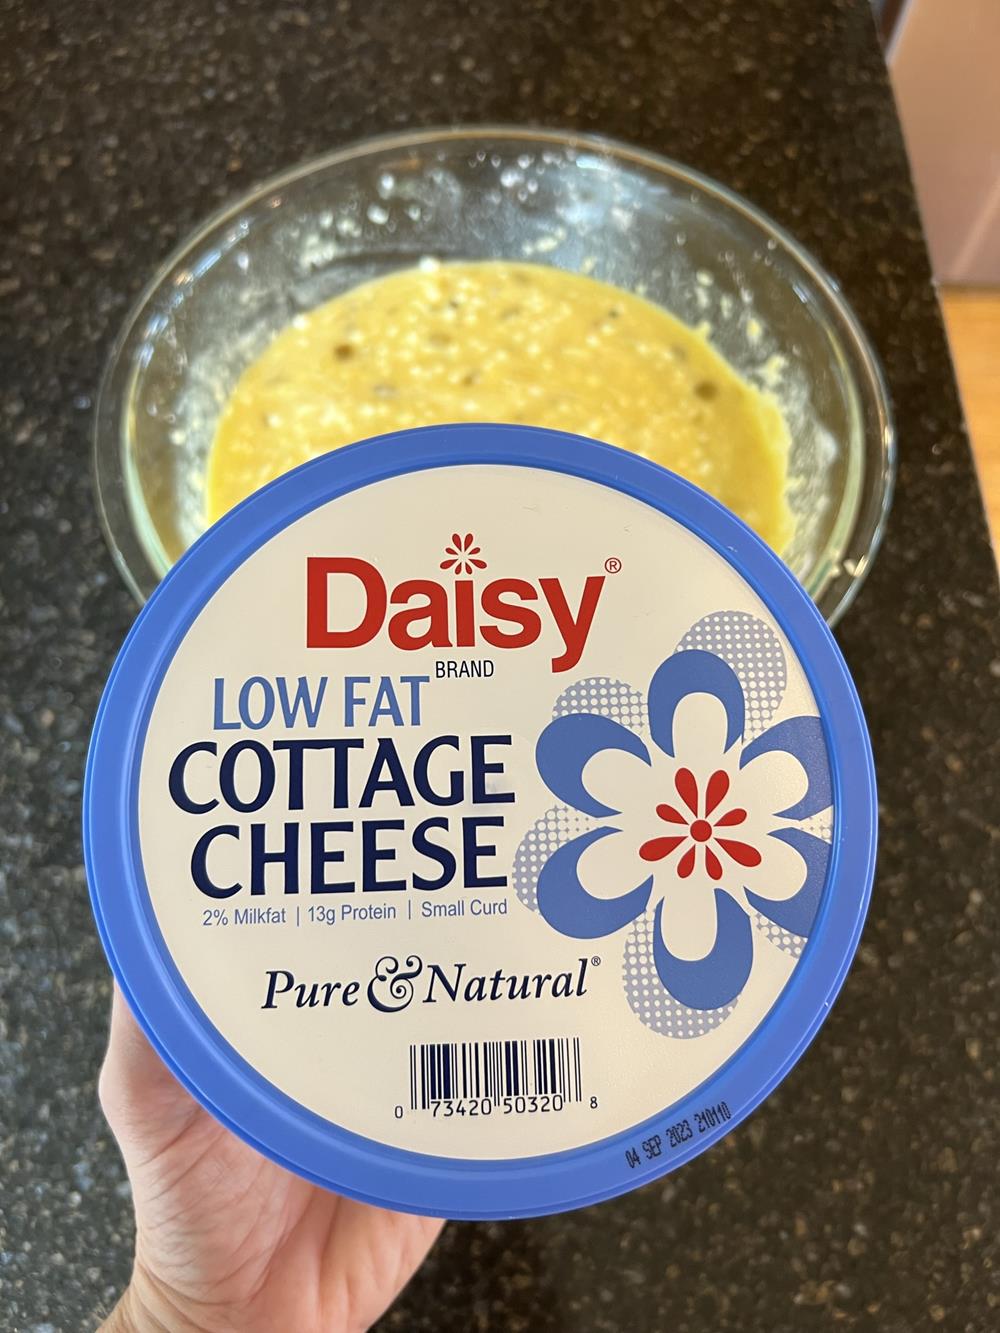 Daisy®
BRAND
LOW FAT
COTTAGE
CHEESE
2% Milkfat | 13g Protein | Small Curd
Pure & Natural®
0 73420 50320 8
04 SEP 2023 210110